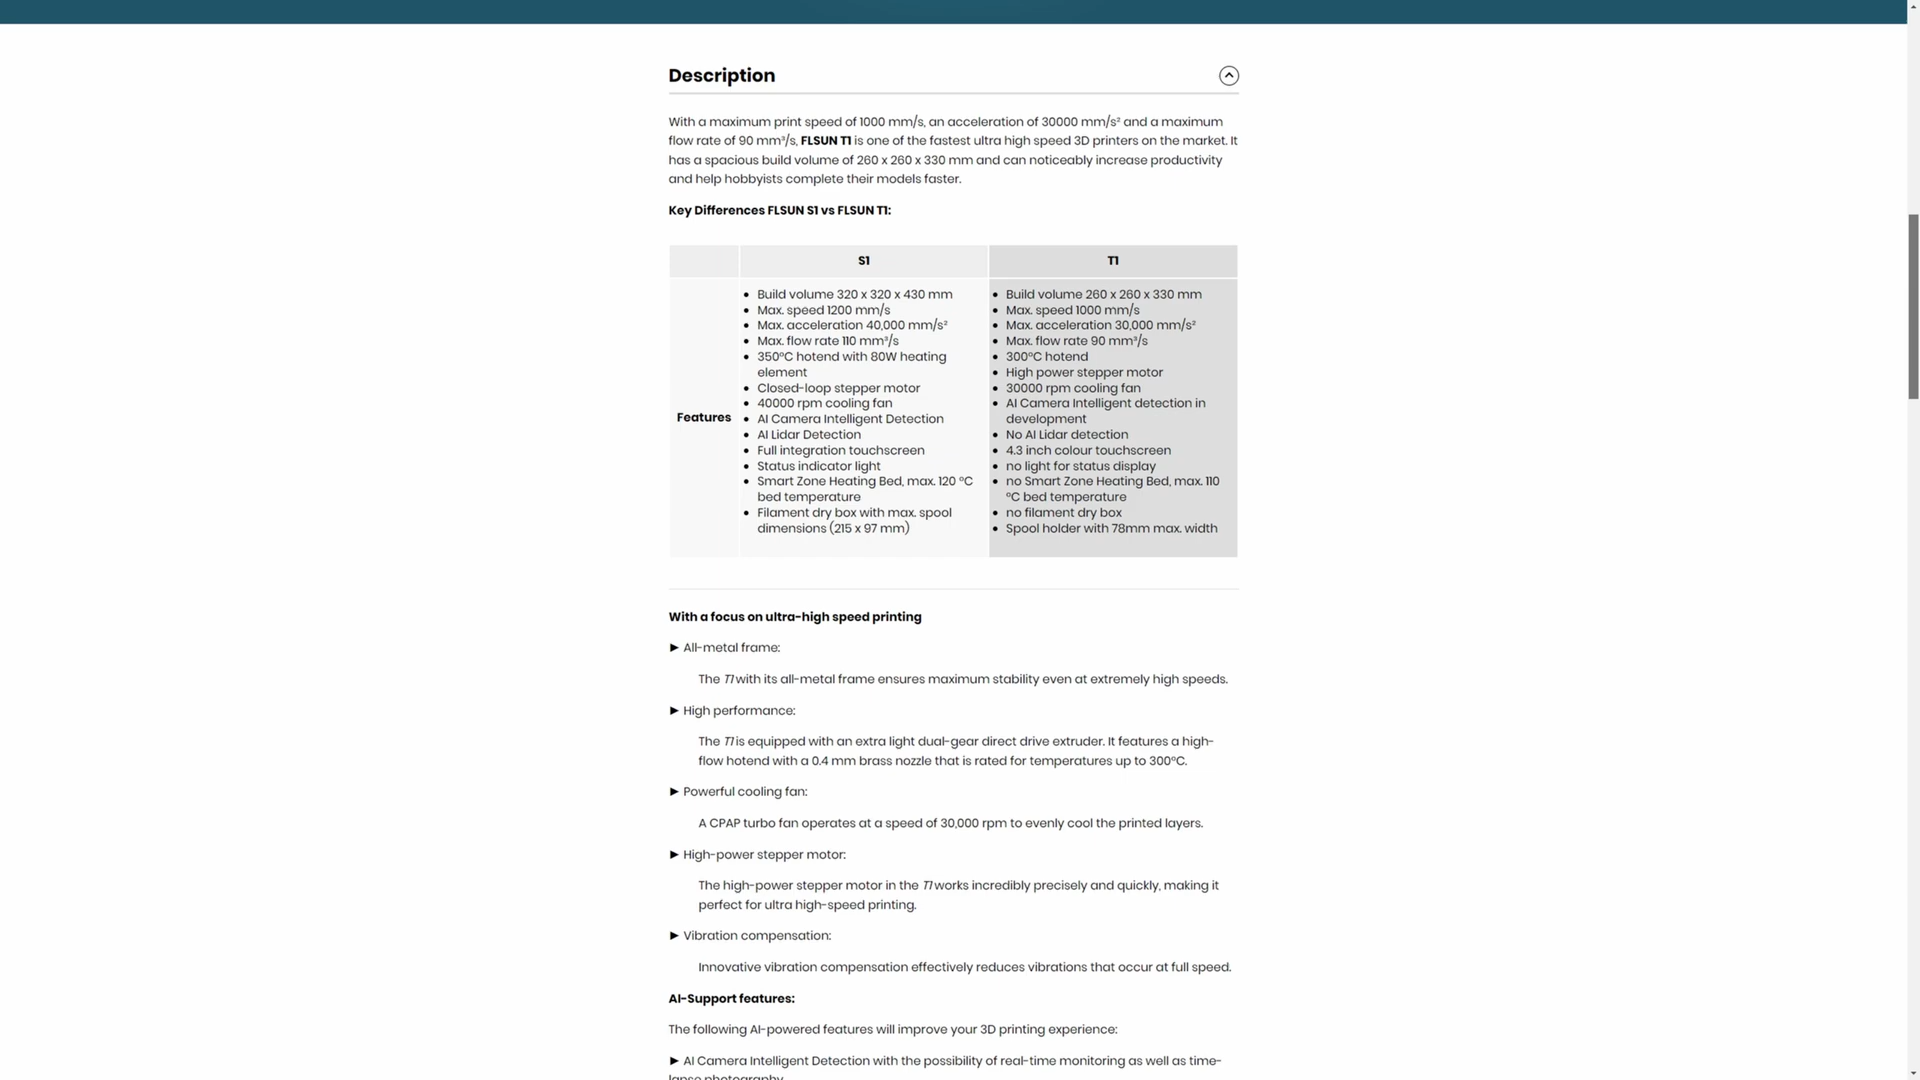 Description
With a maximum print speed of 1000 mm/s, an acceleration of 30000 mm/s² and a maximum
flow rate of 90 mm³/s, FLSUN T1 is one of the fastest ultra high speed 3D printers on the market. It
has a spacious build volume of 260 x 260 x 330 mm and can noticeably increase productivity
and help hobbyists complete their models faster.
Key Differences FLSUN S1 vs FLSUN T1:
S1
T1
Features
• Build volume 320 x 320 x 430 mm
• Max. speed 1200 mm/s
• Max. acceleration 40,000 mm/s²
• Max. flow rate 110 mm³/s
• 350°C hotend with 80W heating
element
• Closed-loop stepper motor
• 40000 rpm cooling fan
• AI Camera Intelligent Detection
• AI Lidar Detection
• Full integration touchscreen
• Status indicator light
• Smart Zone Heating Bed, max. 120 °C
bed temperature
• Filament dry box with max. spool
dimensions (215 x 97 mm)
• Build volume 260 x 260 x 330 mm
• Max. speed 1000 mm/s
• Max. acceleration 30,000 mm/s²
• Max. flow rate 90 mm³/s
• 300°C hotend
• High power stepper motor
• 30000 rpm cooling fan
• AI Camera Intelligent detection in
development
• No AI Lidar detection
• 4.3 inch colour touchscreen
• no light for status display
• no Smart Zone Heating Bed, max. 110
°C bed temperature
• no filament dry box
• Spool holder with 78mm max. width
With a focus on ultra-high speed printing
► All-metal frame:
The T1 with its all-metal frame ensures maximum stability even at extremely high speeds.
► High performance:
The T1 is equipped with an extra light dual-gear direct drive extruder. It features a high-
flow hotend with a 0.4 mm brass nozzle that is rated for temperatures up to 300°C.
► Powerful cooling fan:
A CPAP turbo fan operates at a speed of 30,000 rpm to evenly cool the printed layers.
► High-power stepper motor:
The high-power stepper motor in the T1 works incredibly precisely and quickly, making it
perfect for ultra high-speed printing.
► Vibration compensation:
Innovative vibration compensation effectively reduces vibrations that occur at full speed.
AI-Support features:
The following AI-powered features will improve your 3D printing experience:
► AI Camera Intelligent Detection with the possibility of real-time monitoring as well as time-
lapse photography